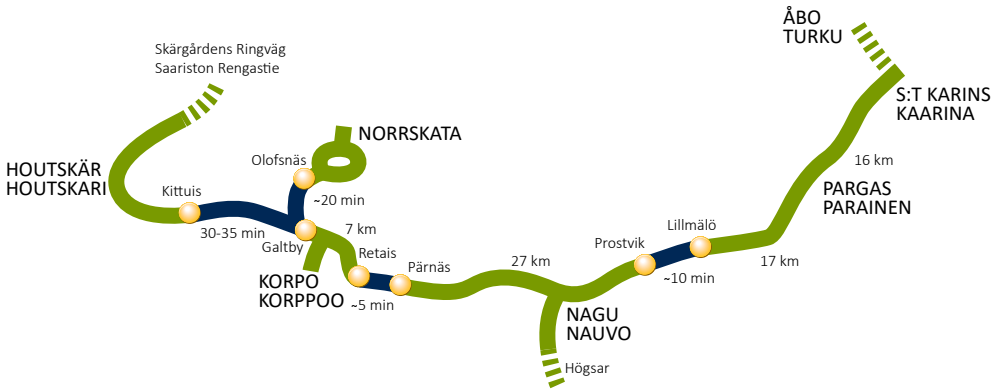 ÅBO
TURKU
Skärgårdens Ringväg
Saariston Rengastie
S:T KARINS
KAARINA
NORRSKATA
Olofsnäs
16 km
HOUTSKÄR
HOUTSKARI
Kittuis
~20 min
PARGAS
PARAINEN
30-35 min
Galtby
7 km
Retais
Pärnäs
Prostvik
Lillmälö
KORPO
KORPPOO
~5 min
27 km
~10 min
17 km
NAGU
NAUVO
Högsar